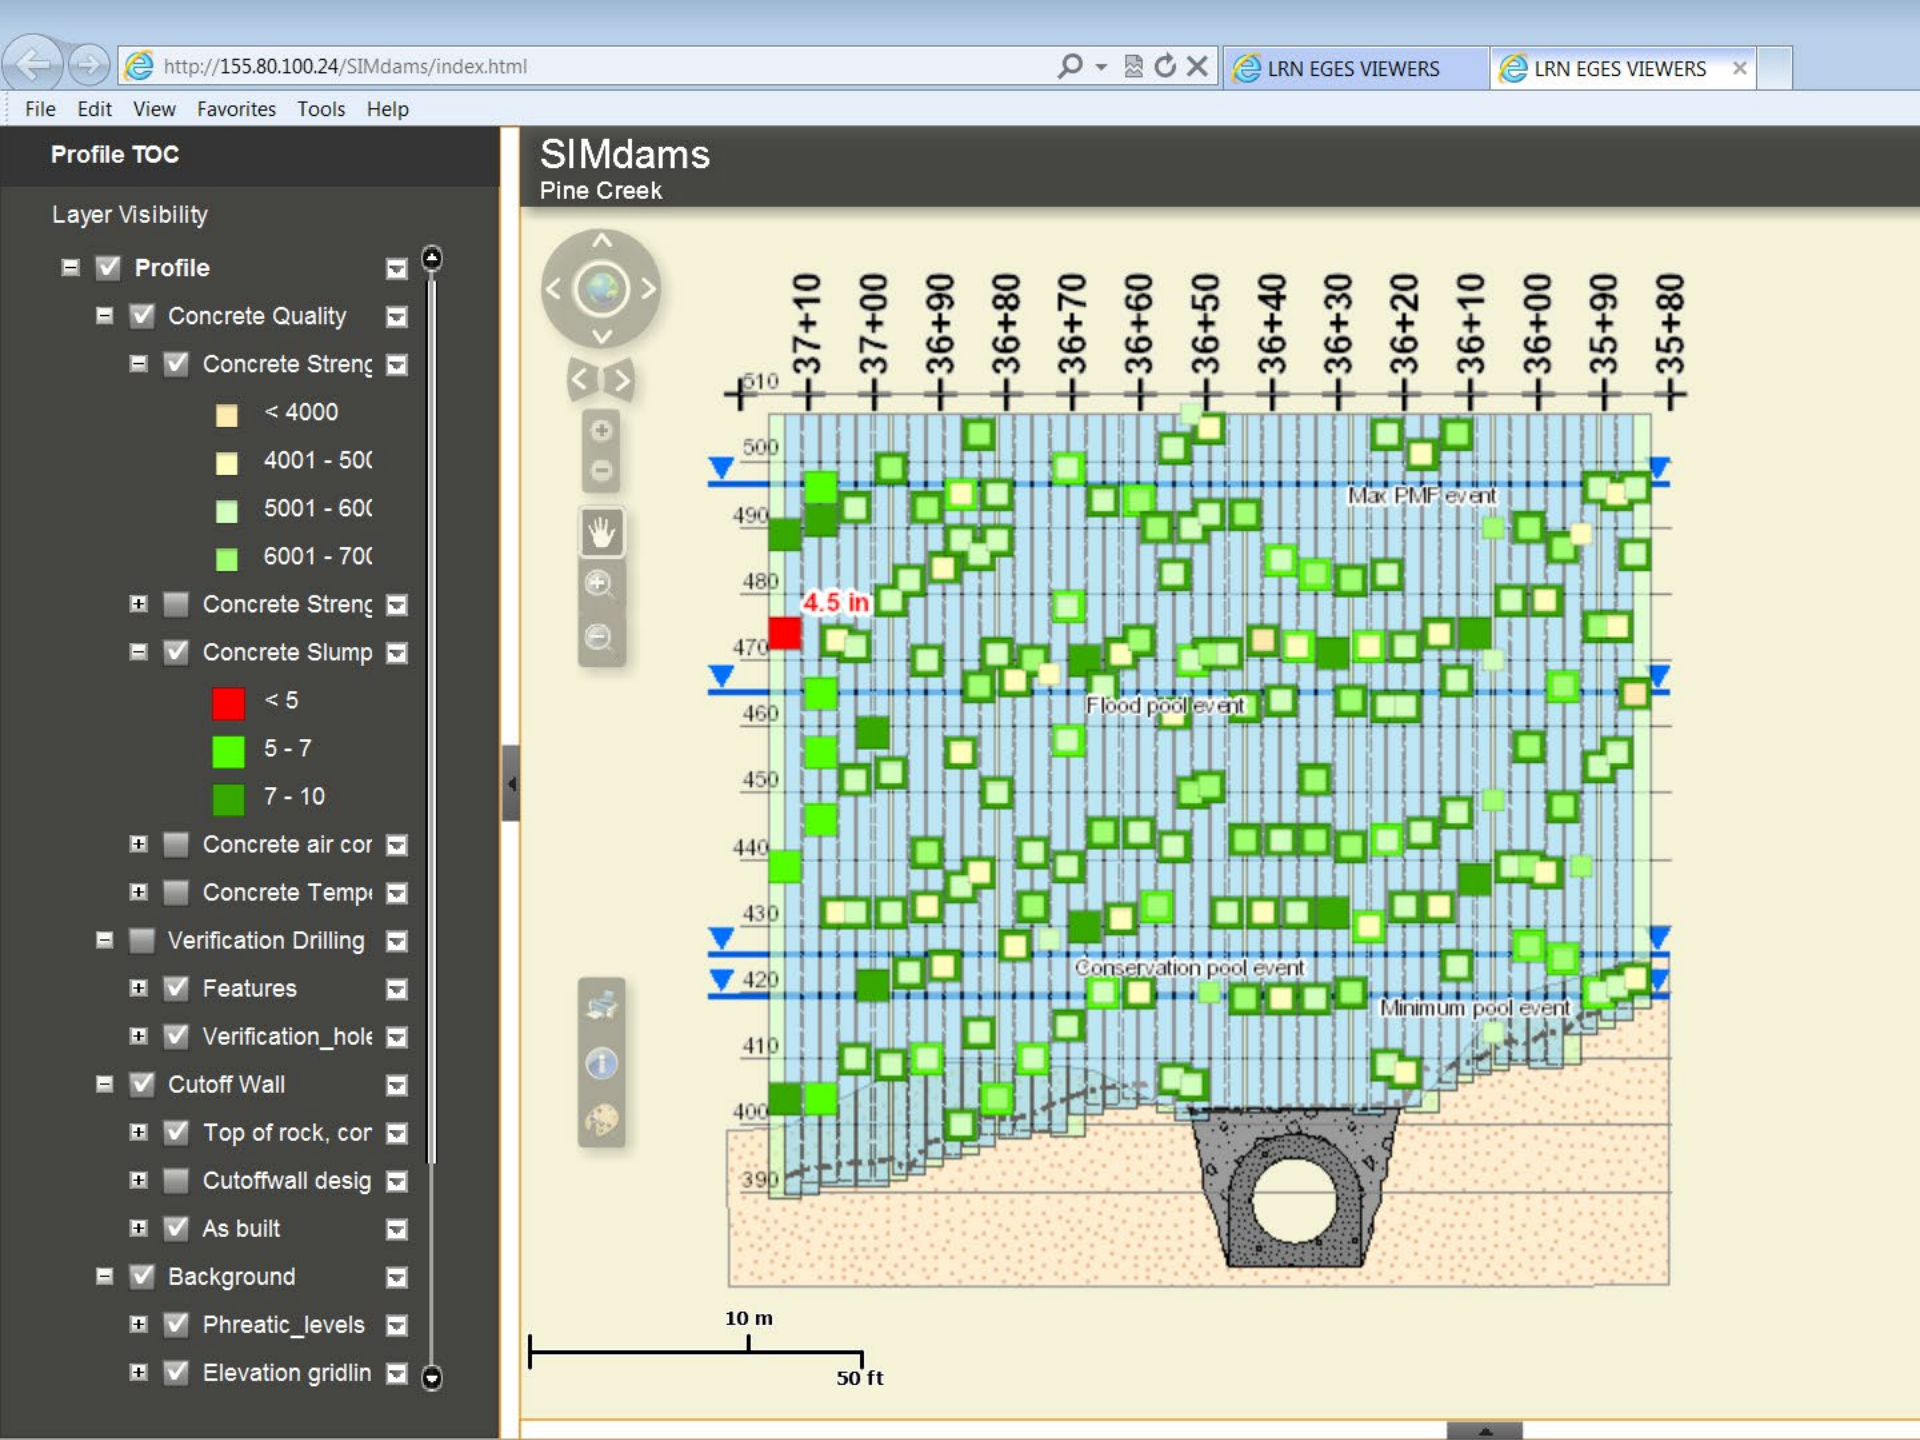 http://155.80.100.24/SIMdams/index.html
LRN EGES VIEWERS
LRN EGES VIEWERS
File Edit View Favorites Tools Help
Profile TOC
Layer Visibility
Profile
Concrete Quality
Concrete Streng
< 4000
4001 - 500
5001 - 600
6001 - 700
Concrete Streng
Concrete Slump
< 5
5 - 7
7 - 10
Concrete air cor
Concrete Tempe
Verification Drilling
Features
Verification_hole
Cutoff Wall
Top of rock, cor
Cutoffwall desig
As built
Background
Phreatic_levels
Elevation gridlin
SIMdams
Pine Creek
37+10
37+00
36+90
36+80
36+70
36+60
36+50
36+40
36+30
36+20
36+10
36+00
35+90
35+80
510
500
Max PMF event
490
480
4.5 in
470
Flood pool event
460
450
440
430
Conservation pool event
420
Minimum pool event
410
400
390
10 m
50 ft